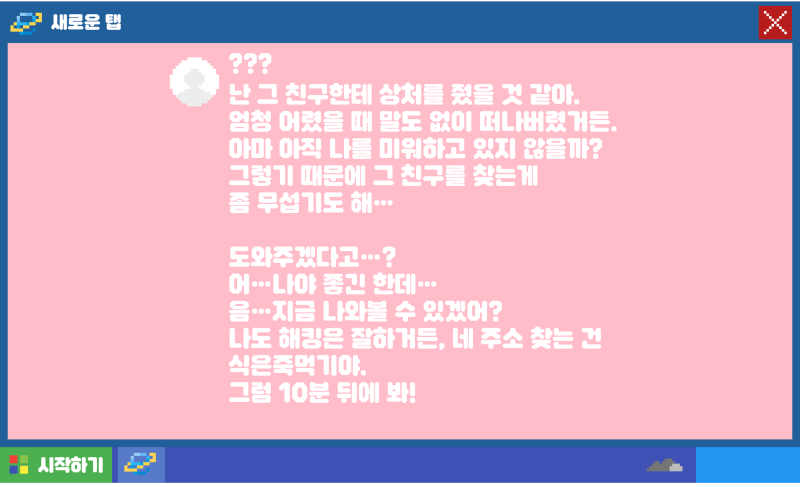 새로운 탭
???
난 그 친구한테 상처를 줬을 것 같아.
엄청 어렸을 때 말도 없이 떠나버렸거든.
아마 아직 나를 미워하고 있지 않을까?
그렇기 때문에 그 친구를 찾는게
좀 무섭기도 해…
도와주겠다고…?
어…나야 좋긴 한데…
음…지금 나와볼 수 있겠어?
나도 해킹은 잘하거든, 네 주소 찾는 건
식은죽먹기야.
그럼 10분 뒤에 봐!
시작하기